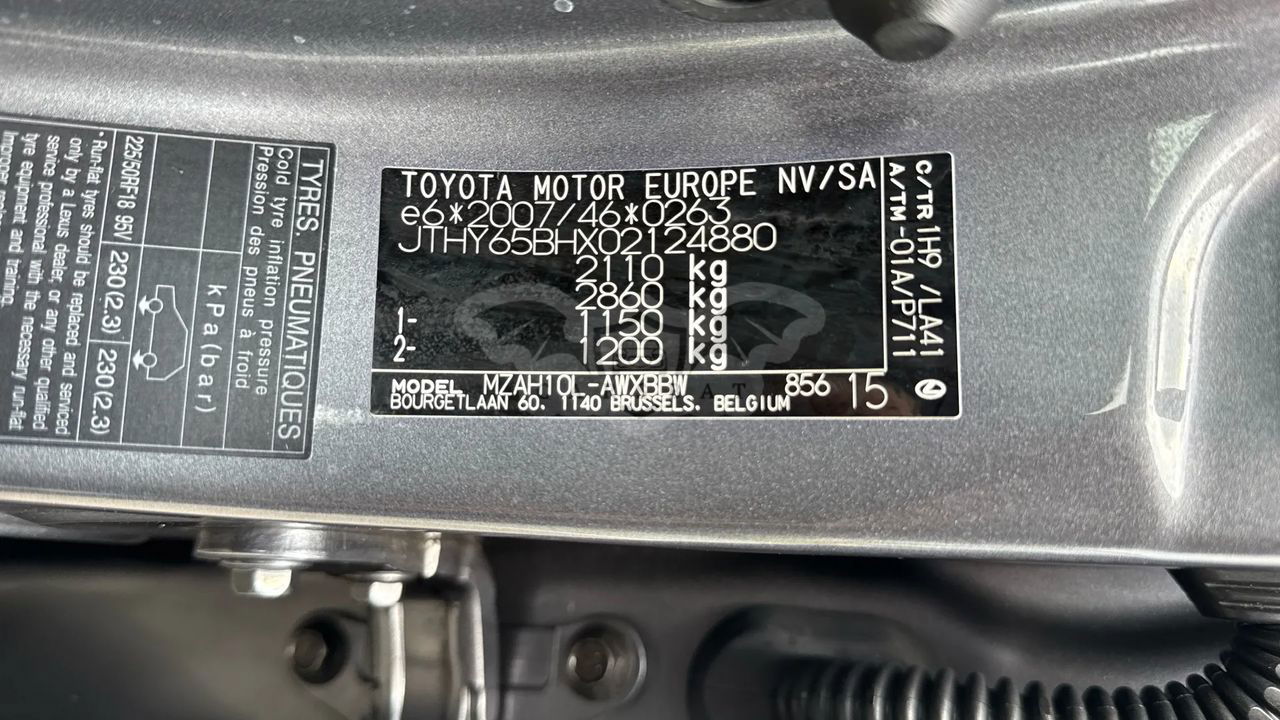 TYRES. PNEUMATIQUES
Cold tyre inflation pressure
Pression des pneus à froid
kPa(bar)
225/50RF18 95V 230(2.3) 230(2.3)
* Run-flat tyres should be replaced and serviced
only by a Lexus dealer, or any other qualified
service professional with the necessary run-flat
tyre equipment and training.
TOYOTA MOTOR EUROPE NV/SA
e6*2007/46*0263
JTHY65BHX02124880
2110 kg
2860 kg
1- 1150 kg
2- 1200 kg
MODEL MZAH10L-AWXBBW 856 15
BOURGETLAAN 60. 1140 BRUSSELS. BELGIUM
C/TR 1H9 /LA41
A/TM -01A/P711